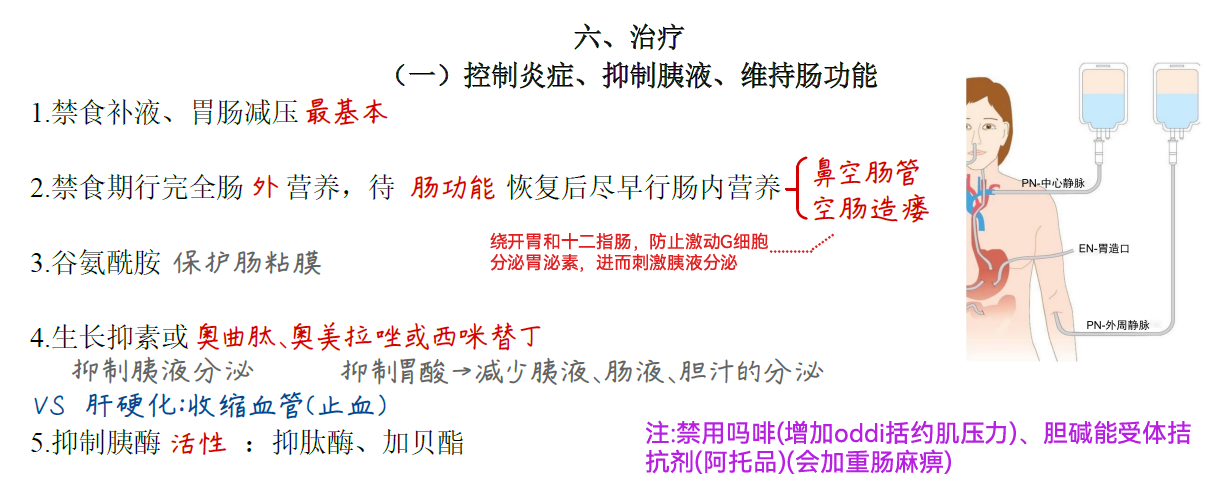 六、治疗
（一）控制炎症、抑制胰液、维持肠功能
1.禁食补液、胃肠减压 最基本
2.禁食期行完全肠 外 营养，待 肠功能 恢复后尽早行肠内营养
鼻空肠管
空肠造瘘
绕开胃和十二指肠，防止激动G细胞
分泌胃泌素，进而刺激胰液分泌
3.谷氨酰胺 保护肠粘膜
4.生长抑素或 奥曲肽、奥美拉唑或西咪替丁
抑制胰液分泌 抑制胃酸→减少胰液、肠液、胆汁的分泌
VS 肝硬化:收缩血管(止血)
5.抑制胰酶 活性 ：抑肽酶、加贝酯
注:禁用吗啡(增加oddi括约肌压力)、胆碱能受体拮
抗剂(阿托品)(会加重肠麻痹)
PN-中心静脉
EN-胃造口
PN-外周静脉